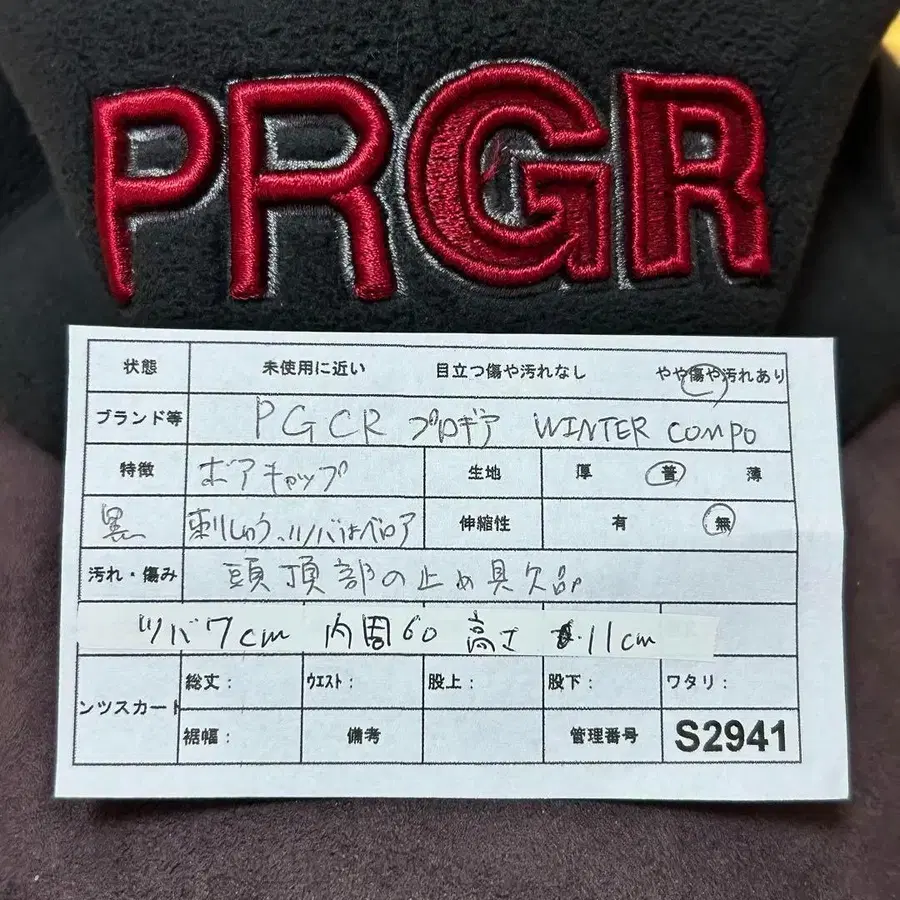 PRGR
状態 未使用に近い 目立つ傷や汚れなし やや傷や汚れあり
ブランド等 PGCR プロギア WINTER COMPO
特徴 ボアキャップ 生地 厚 普 薄
黒 刺しゅう、ツバはベロア 伸縮性 有 無
汚れ・傷み 頭頂部の止め具欠品
ツバ7cm 内周60 高さ 11cm
ンツスカート 総丈: ウエスト: 股上: 股下: ワタリ:
裾幅: 備考 管理番号 S2941